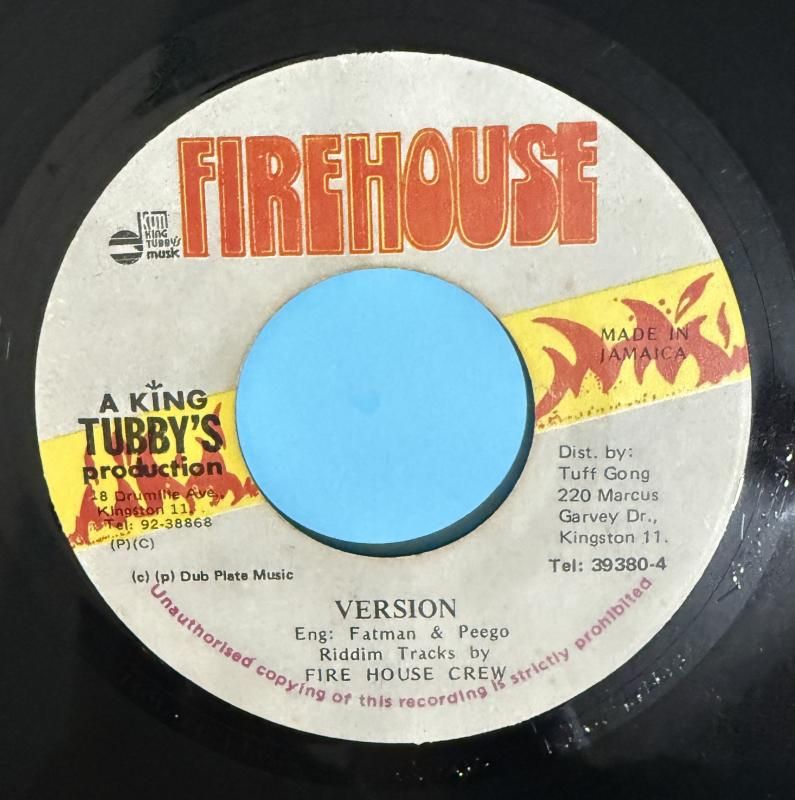 FIREHOUSE
KING
TUBBY'S
music
MADE IN
JAMAICA
A KING
TUBBY'S
production
18 Drumilie Ave.,
Kingston 11.
Tel: 92-38868
(P)(C)
Dist. by:
Tuff Gong
220 Marcus
Garvey Dr.,
Kingston 11.
Tel: 39380-4
(c) (p) Dub Plate Music
VERSION
Eng: Fatman & Peego
Riddim Tracks by
FIRE HOUSE CREW
Unauthorised copying of this recording is strictly prohibited